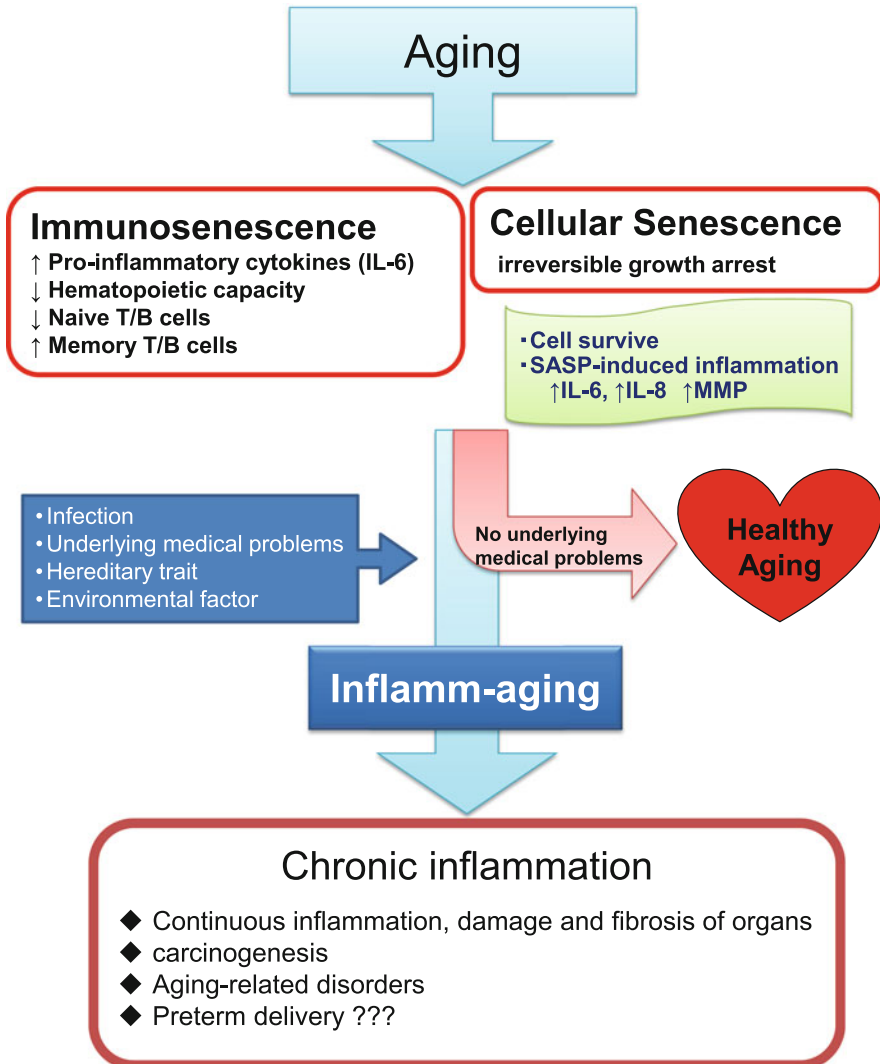 Aging
Immunosenescence
↑ Pro-inflammatory cytokines (IL-6)
↓ Hematopoietic capacity
↓ Naive T/B cells
↑ Memory T/B cells
Cellular Senescence
irreversible growth arrest
・Cell survive
・SASP-induced inflammation
↑IL-6, ↑IL-8 ↑MMP
• Infection
• Underlying medical problems
• Hereditary trait
• Environmental factor
No underlying
medical problems
Healthy
Aging
Inflamm-aging
Chronic inflammation
◆ Continuous inflammation, damage and fibrosis of organs
◆ carcinogenesis
◆ Aging-related disorders
◆ Preterm delivery ???